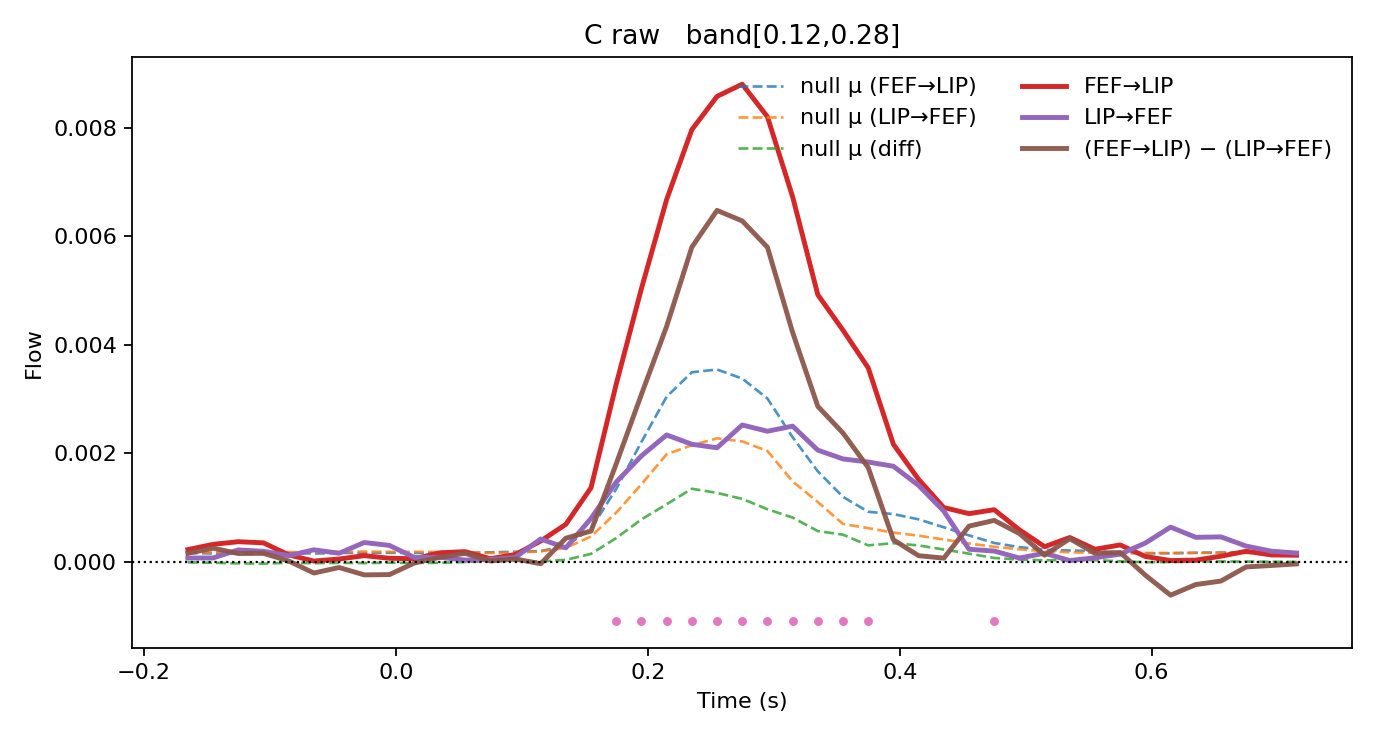 C raw   band[0.12,0.28]
null μ (FEF→LIP)
null μ (LIP→FEF)
null μ (diff)
FEF→LIP
LIP→FEF
(FEF→LIP) − (LIP→FEF)
Flow
0.008
0.006
0.004
0.002
0.000
−0.2
0.0
0.2
0.4
0.6
Time (s)